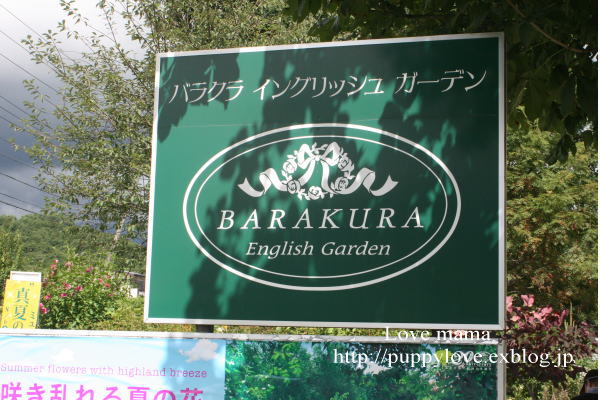 バラクラ イングリッシュ ガーデン
BARAKURA
English Garden
"真夏の
Love mama
http://puppylove.exblog.jp.
Summer flowers with highland breeze
咲き乱れる夏の花